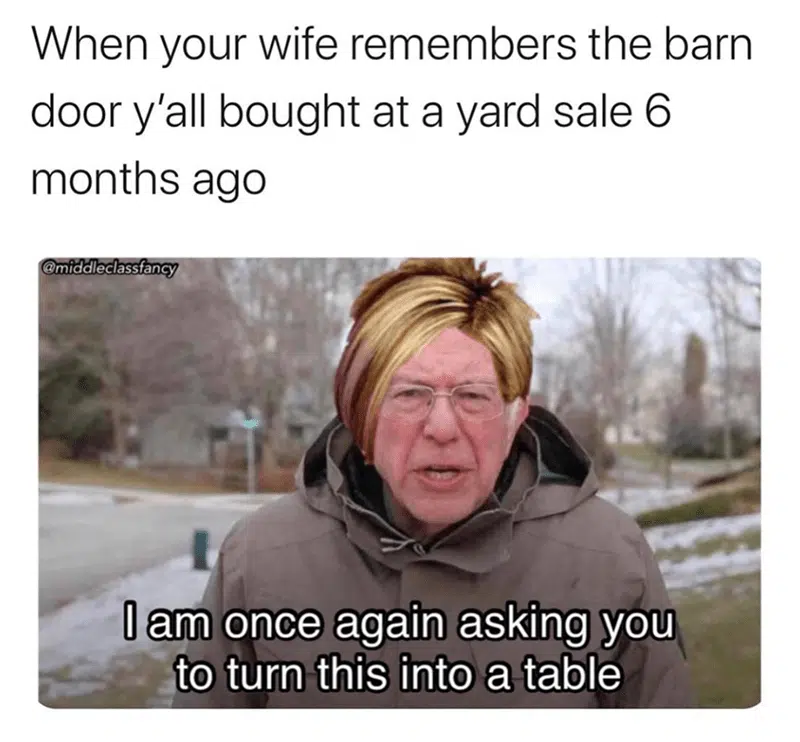 When your wife remembers the barn
door y’all bought at a yard sale 6
months ago
@middleclassfancy
I am once again asking you
to turn this into a table